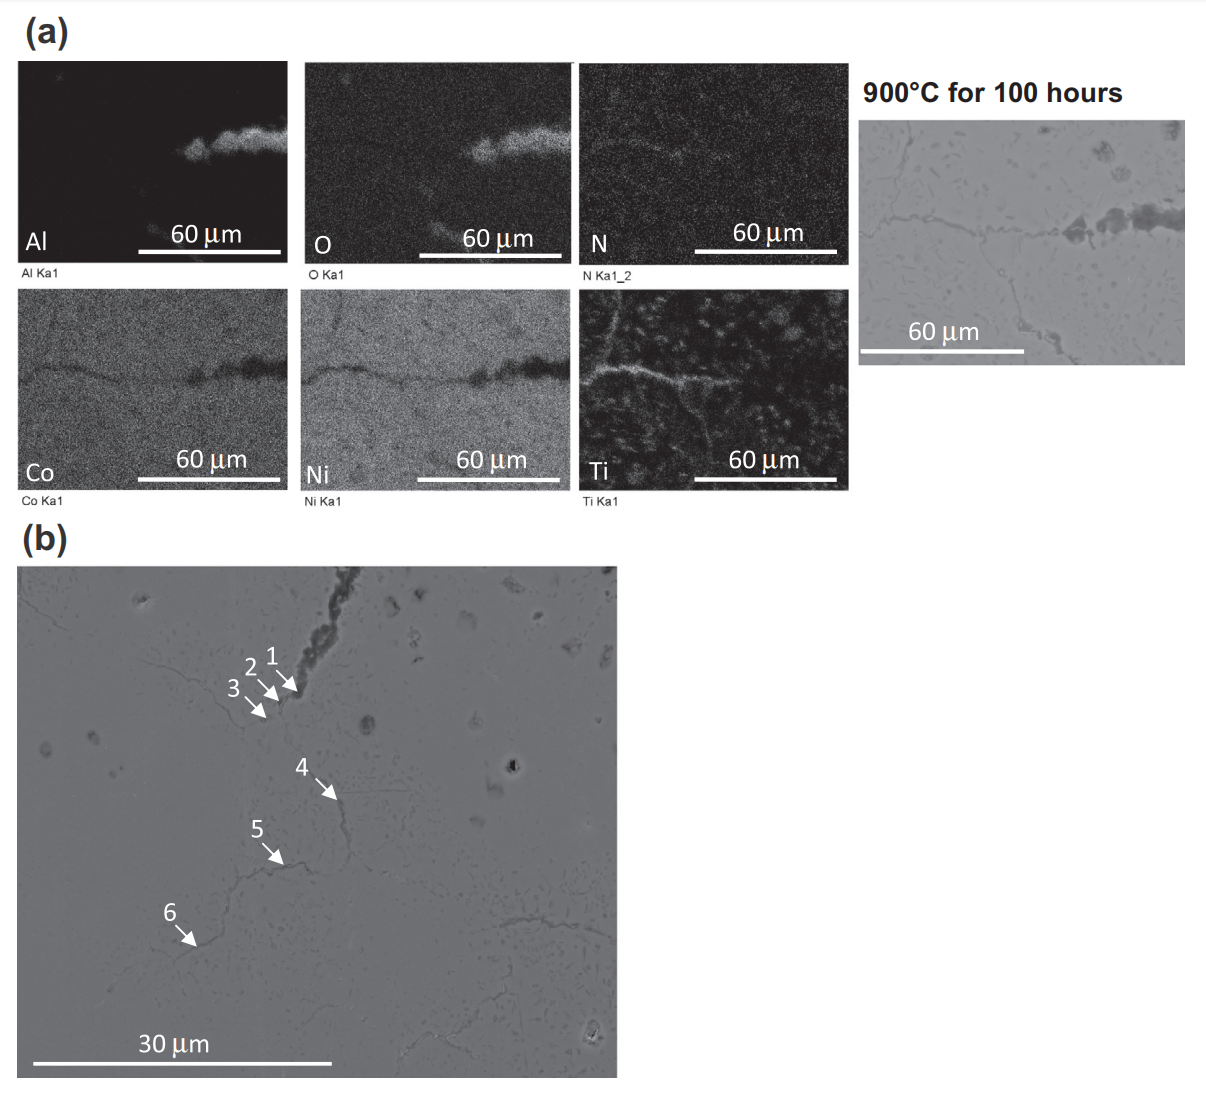 (a)
900°C for 100 hours
Al
60 μm
O
60 μm
N
60 μm
Al Ka1
O Ka1
N Ka1_2
60 μm
Co
60 μm
Ni
60 μm
Ti
60 μm
Co Ka1
Ni Ka1
Ti Ka1
(b)
1
2
3
4
5
6
30 μm